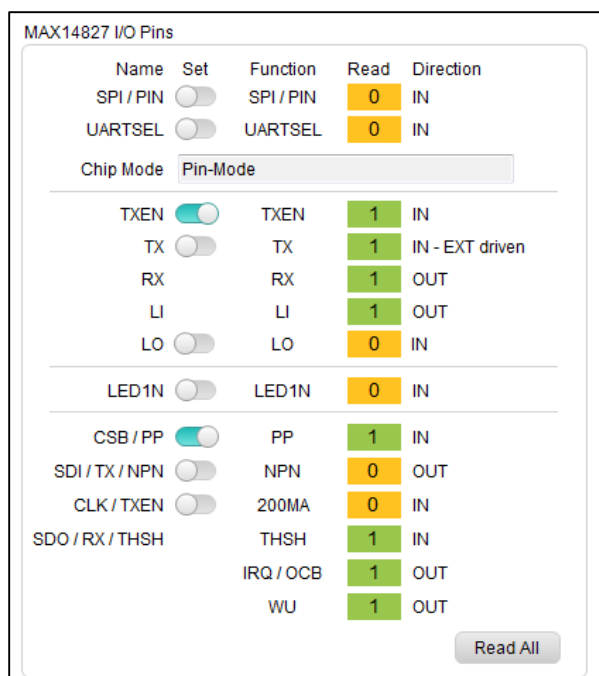 MAX14827 I/O Pins
Name Set Function Read Direction
SPI / PIN SPI / PIN 0 IN
UARTSEL UARTSEL 0 IN
Chip Mode Pin-Mode
TXEN TXEN 1 IN
TX TX 1 IN - EXT driven
RX RX 1 OUT
LI LI 1 OUT
LO LO 0 IN
LED1N LED1N 0 IN
CSB / PP PP 1 IN
SDI / TX / NPN NPN 0 OUT
CLK / TXEN 200MA 0 IN
SDO / RX / THSH THSH 1 IN
IRQ / OCB 1 OUT
WU 1 OUT
Read All